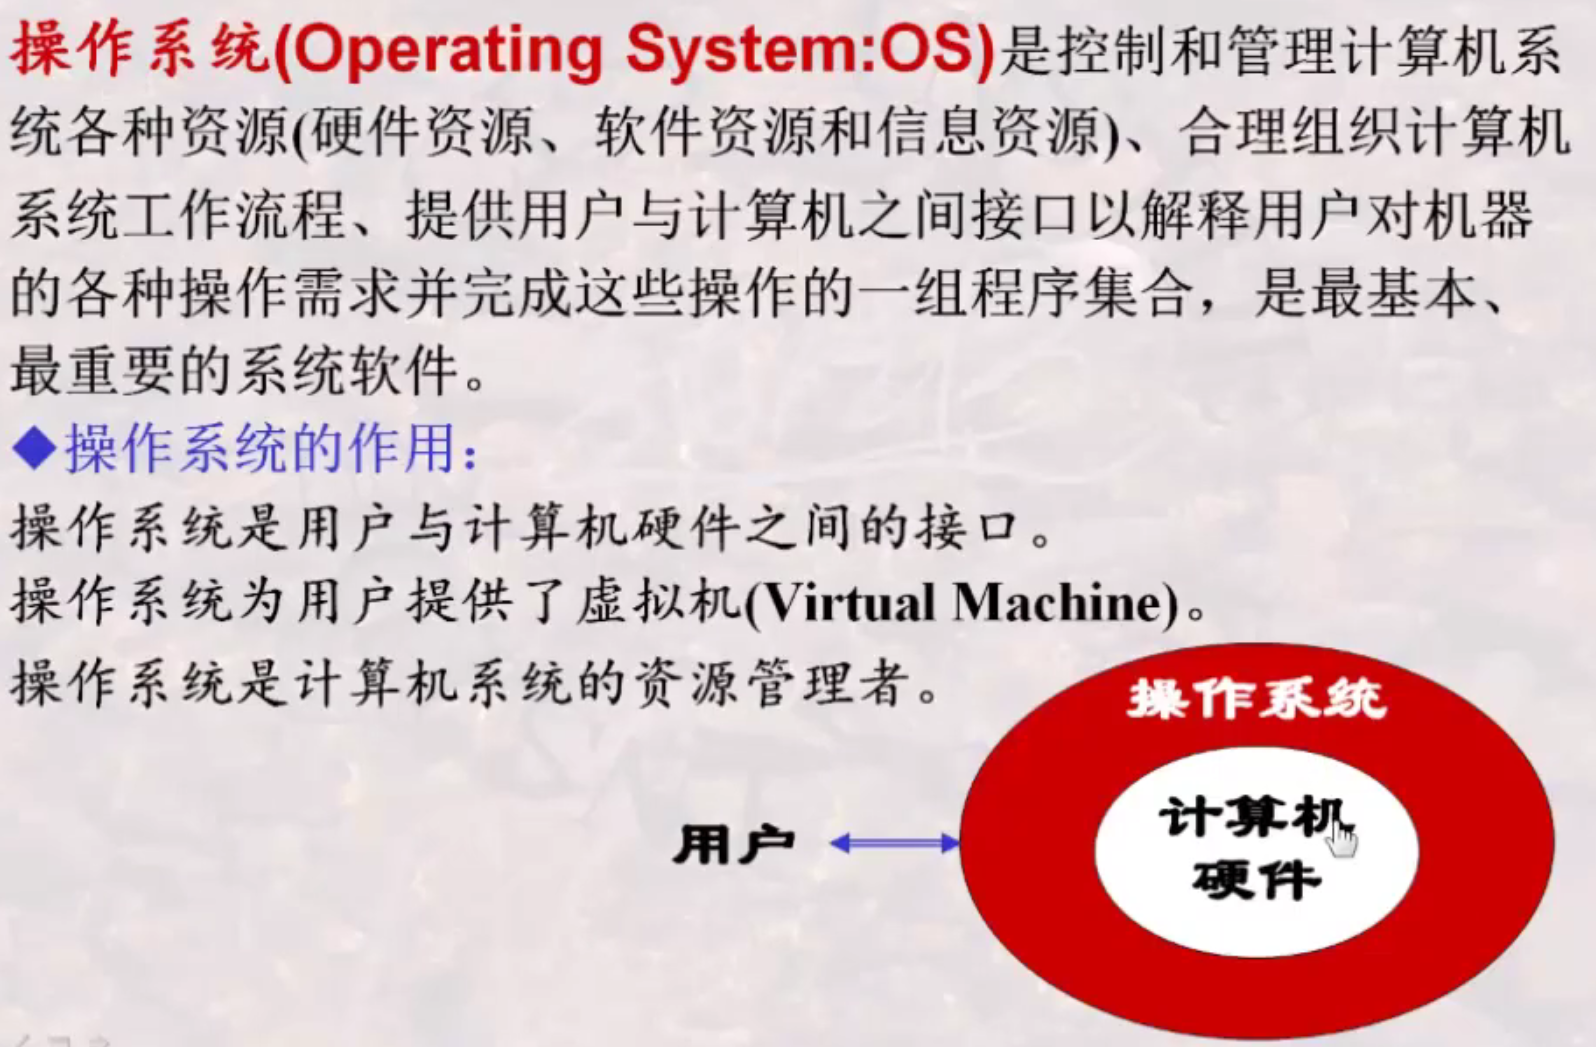 操作系统(Operating System:OS)是控制和管理计算机系
统各种资源(硬件资源、软件资源和信息资源)、合理组织计算机
系统工作流程、提供用户与计算机之间接口以解释用户对机器
的各种操作需求并完成这些操作的一组程序集合，是最基本、
最重要的系统软件。
◆操作系统的作用：
操作系统是用户与计算机硬件之间的接口。
操作系统为用户提供了虚拟机(Virtual Machine)。
操作系统是计算机系统的资源管理者。
操作系统
计算机
硬件
用户